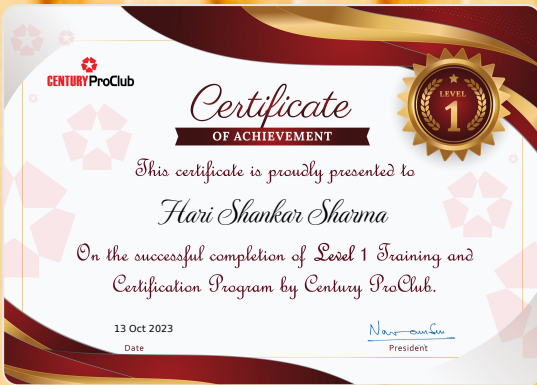 CENTURY ProClub
Certificate
OF ACHIEVEMENT
LEVEL
1
This certificate is proudly presented to
Hari Shankar Sharma
On the successful completion of Level 1 Training and
Certification Program by Century ProClub.
13 Oct 2023
Date
President